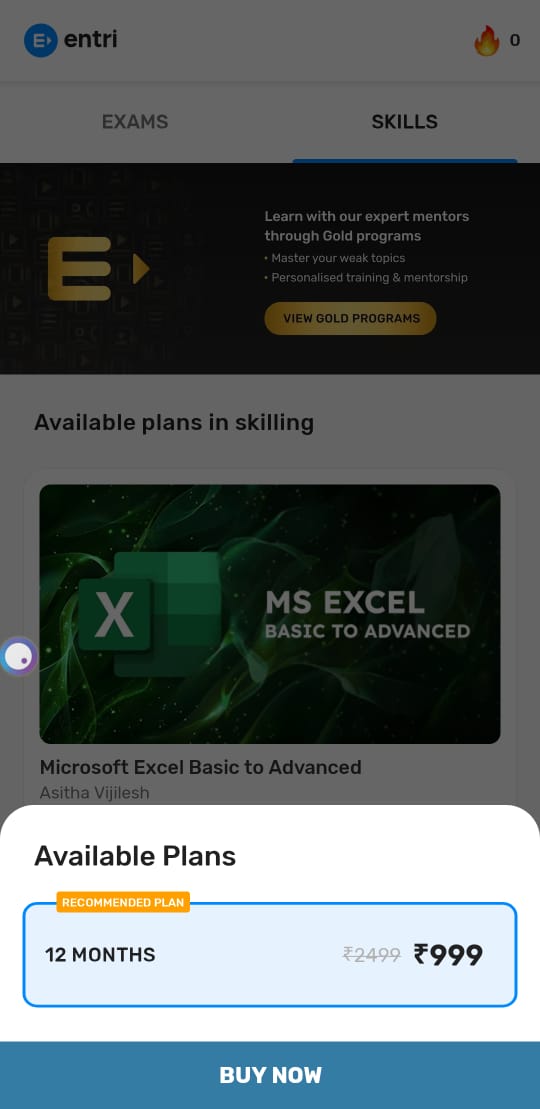 entri
0
EXAMS
SKILLS
Learn with our expert mentors
through Gold programs
• Master your weak topics
• Personalised training & mentorship
VIEW GOLD PROGRAMS
Available plans in skilling
X
MS EXCEL
BASIC TO ADVANCED
Microsoft Excel Basic to Advanced
Asitha Vijilesh
Available Plans
RECOMMENDED PLAN
12 MONTHS ₹2499 ₹999
BUY NOW